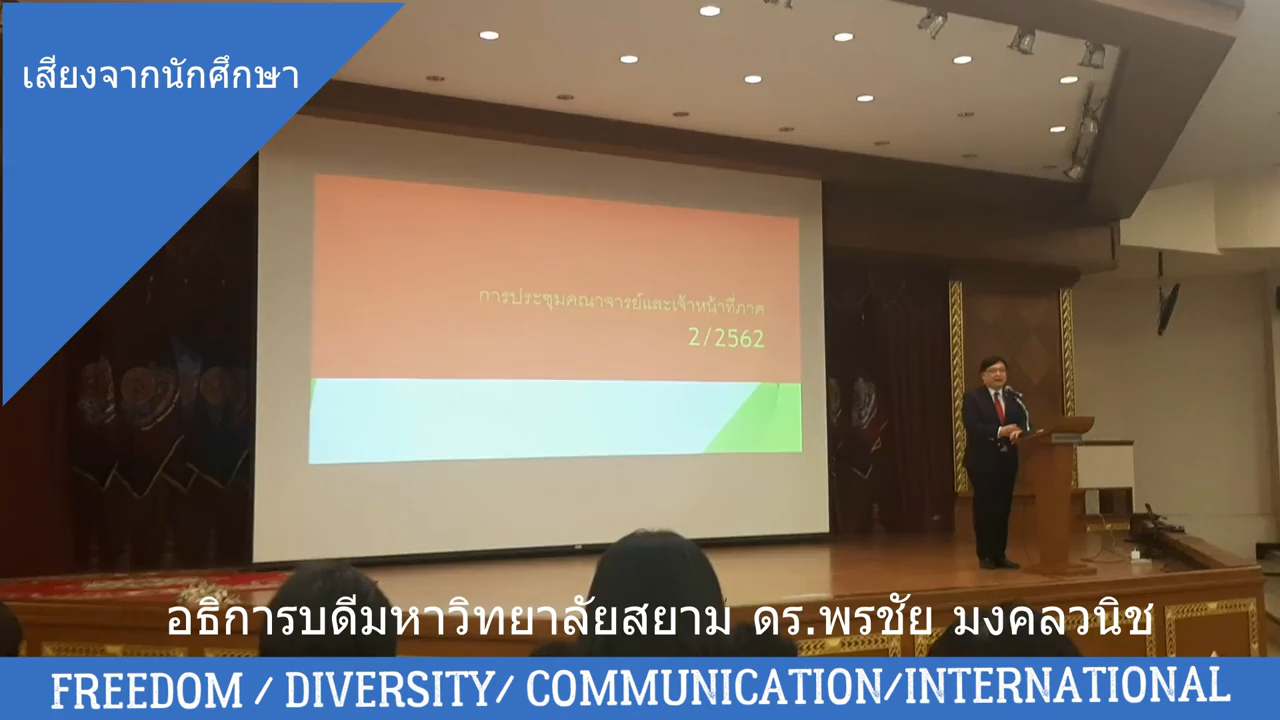 เสียงจากนักศึกษา
การประชุมคณาจารย์และเจ้าหน้าที่ภาค
2/2562
อธิการบดีมหาวิทยาลัยสยาม ดร.พรชัย มงคลวนิช
FREEDOM / DIVERSITY/ COMMUNICATION/INTERNATIONAL